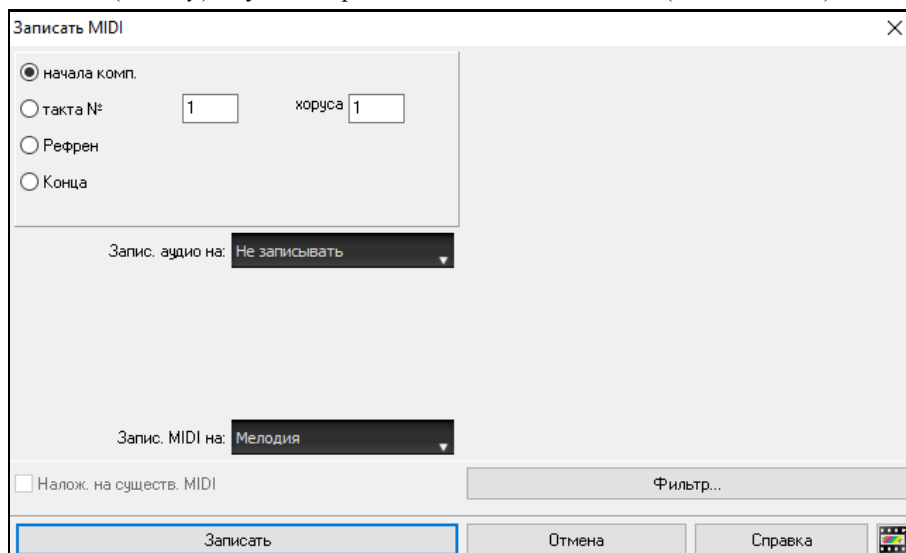 Записать MIDI
начала комп.
такта № 1 хоруса 1
Рефрен
Конца
Запис. аудио на: Не записывать
Запис. MIDI на: Мелодия
Налож. на существ. MIDI
Фильтр...
Записать Отмена Справка